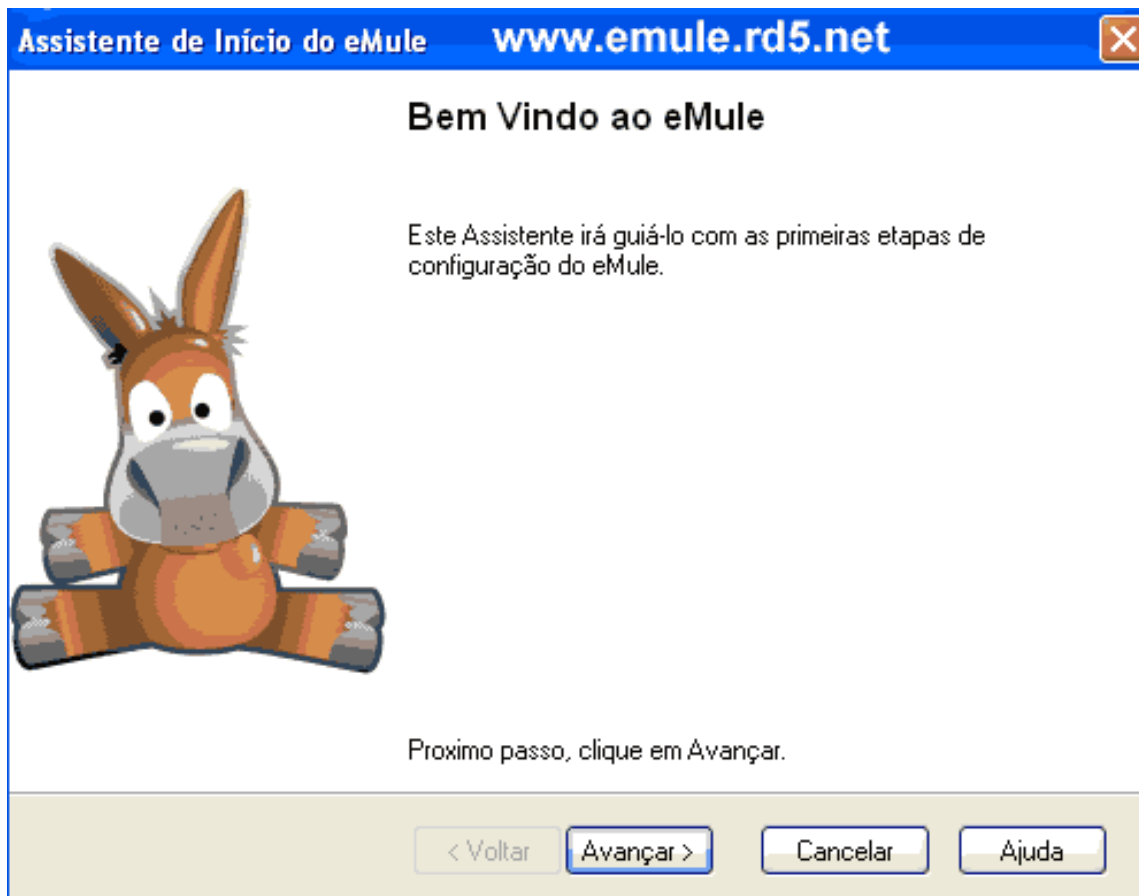 Assistente de Início do eMule www.emule.rd5.net
Bem Vindo ao eMule
Este Assistente irá guiá-lo com as primeiras etapas de
configuração do eMule.
Proximo passo, clique em Avançar.
< Voltar Avançar > Cancelar Ajuda